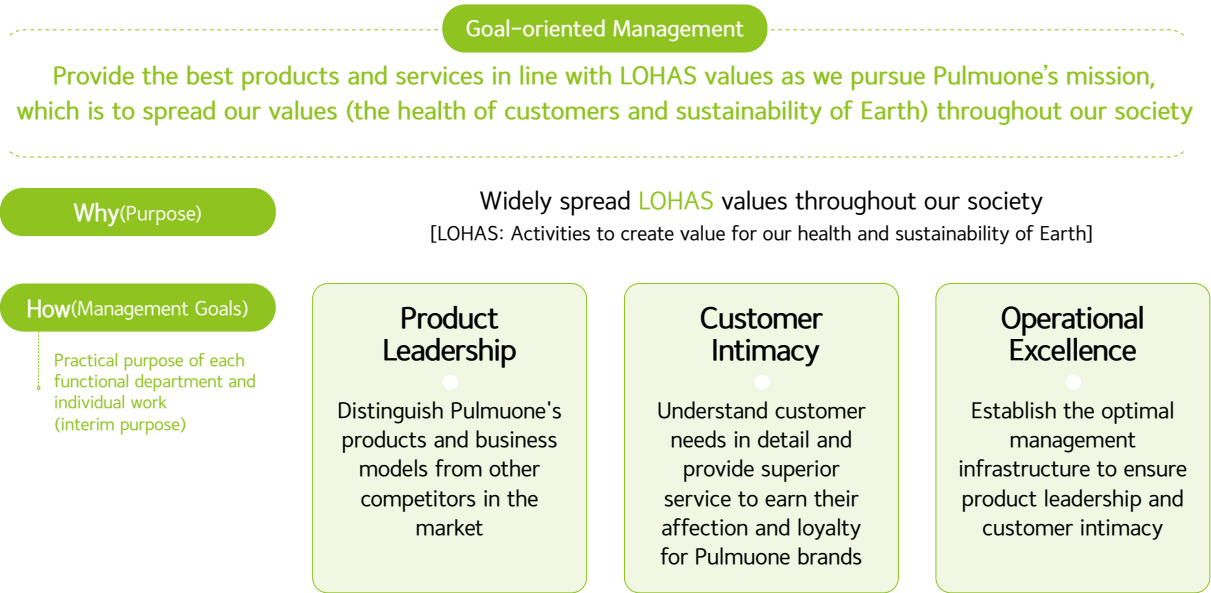 Goal-oriented Management
Provide the best products and services in line with LOHAS values as we pursue Pulmuone's mission,
which is to spread our values (the health of customers and sustainability of Earth) throughout our society
Why(Purpose)
Widely spread LOHAS values throughout our society
[LOHAS: Activities to create value for our health and sustainability of Earth]
How(Management Goals)
Practical purpose of each
functional department and
individual work
(interim purpose)
Product
Leadership
Distinguish Pulmuone's
products and business
models from other
competitors in the
market
Customer
Intimacy
Understand customer
needs in detail and
provide superior
service to earn their
affection and loyalty
for Pulmuone brands
Operational
Excellence
Establish the optimal
management
infrastructure to ensure
product leadership and
customer intimacy